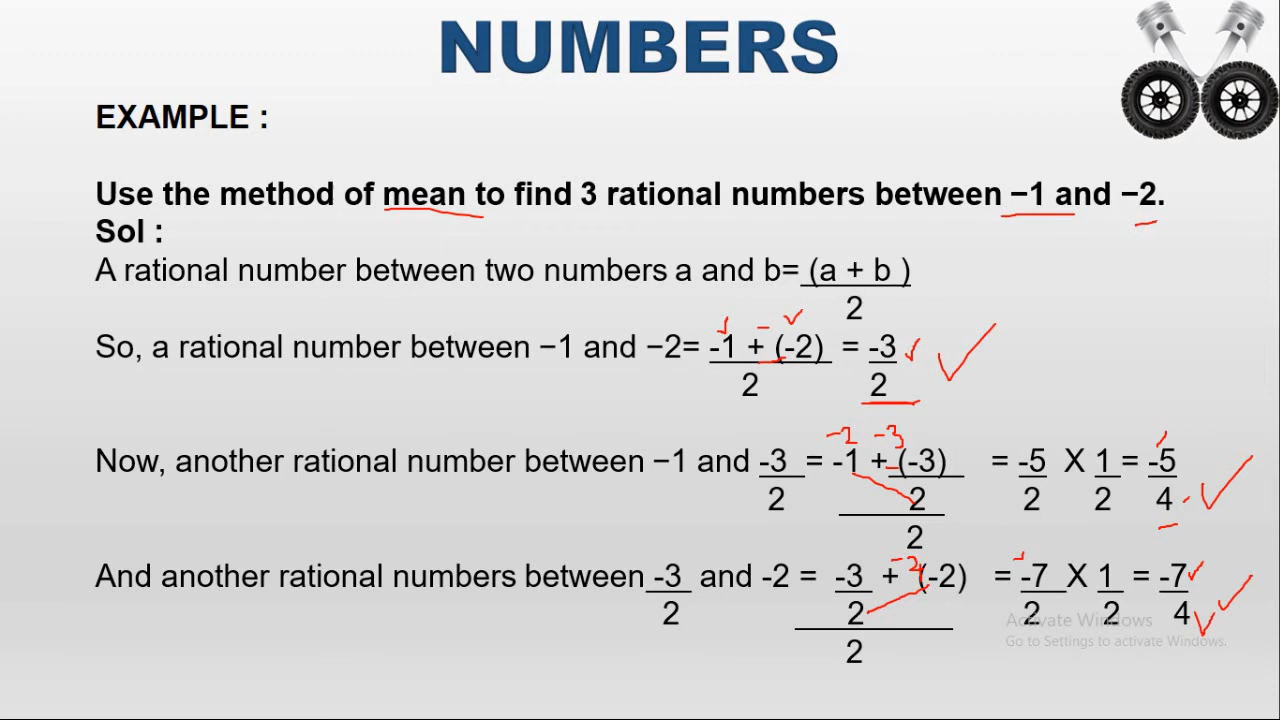 NUMBERS
EXAMPLE :
Use the method of mean to find 3 rational numbers between −1 and −2.
Sol :
A rational number between two numbers a and b= (a + b )
2
So, a rational number between −1 and −2= -1 + (-2) = -3
2 2
-2 -3
Now, another rational number between −1 and -3 = -1 + (-3) = -5 X 1 = -5
2 2 2 2 4
2
And another rational numbers between -3 and -2 = -3 + (-2) = -7 X 1 = -7
2 2 2 2 4
2
Activate Windows
Go to Settings to activate Windows.